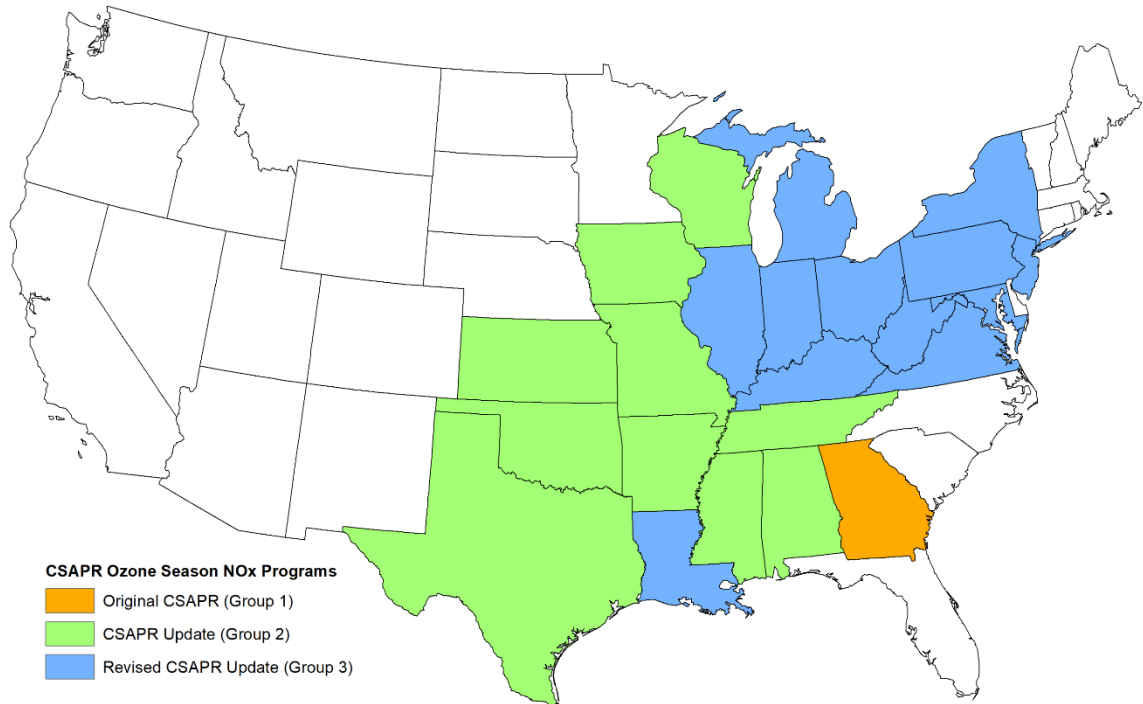 CSAPR Ozone Season NOx Programs
Original CSAPR (Group 1)
CSAPR Update (Group 2)
Revised CSAPR Update (Group 3)